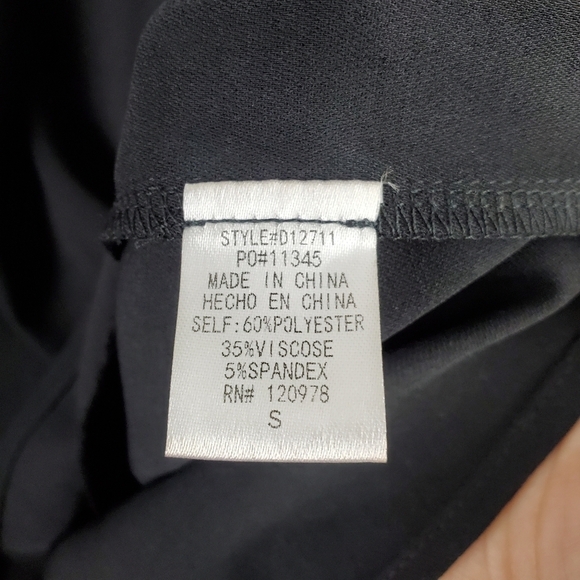 STYLE#D12711
PO#11345
MADE IN CHINA
HECHO EN CHINA
SELF:60%POLYESTER
35%VISCOSE
5%SPANDEX
RN# 120978
S